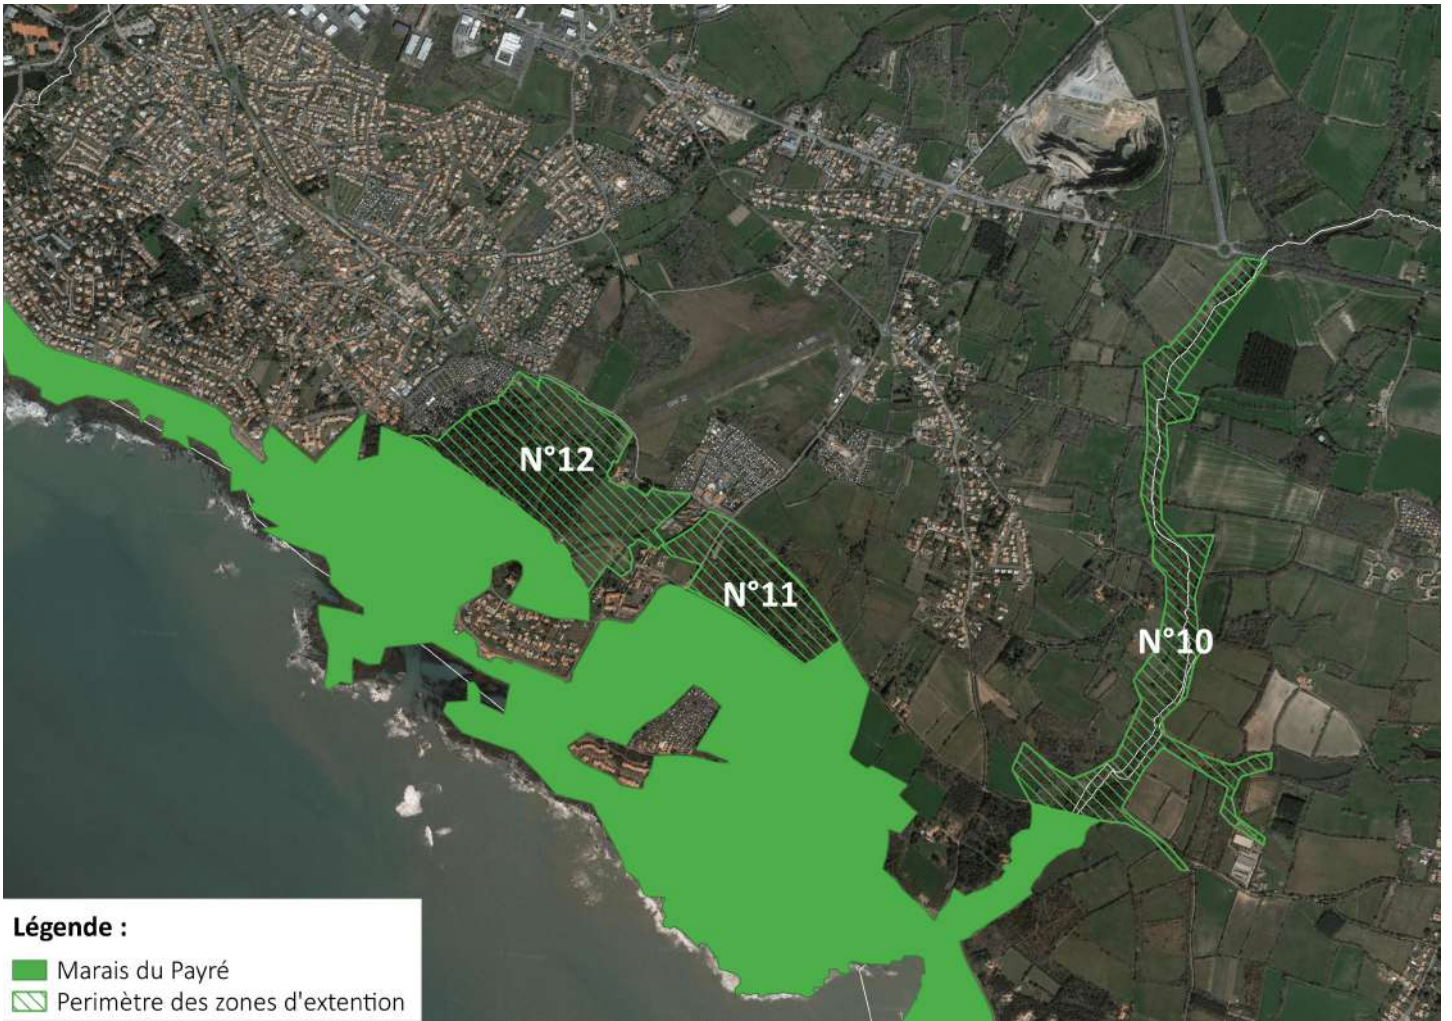 N°12
N°11
N°10
Légende :
Marais du Payré
Perimètre des zones d'extention